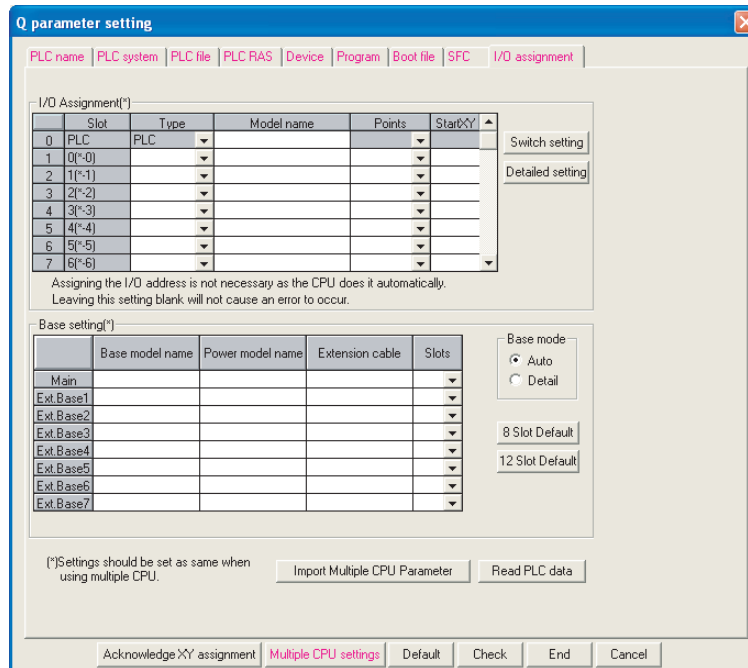 Q parameter setting
PLC name PLC system PLC file PLC RAS Device Program Boot file SFC I/O assignment
I/O Assignment(*)
Slot Type Model name Points StartXY
0 PLC PLC
1 0(*-0)
2 1(*-1)
3 2(*-2)
4 3(*-3)
5 4(*-4)
6 5(*-5)
7 6(*-6)
Switch setting
Detailed setting
Assigning the I/O address is not necessary as the CPU does it automatically.
Leaving this setting blank will not cause an error to occur.
Base setting(*)
Base model name Power model name Extension cable Slots
Main
Ext.Base1
Ext.Base2
Ext.Base3
Ext.Base4
Ext.Base5
Ext.Base6
Ext.Base7
Base mode
Auto
Detail
8 Slot Default
12 Slot Default
(*)Settings should be set as same when
using multiple CPU.
Import Multiple CPU Parameter Read PLC data
Acknowledge XY assignment Multiple CPU settings Default Check End Cancel